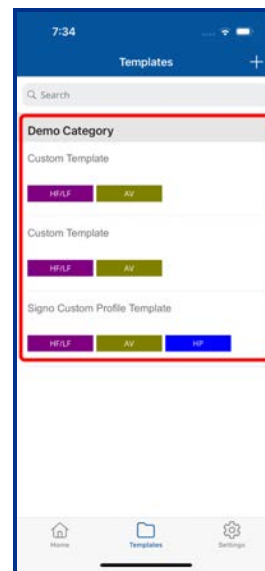 7:34
Templates +
Search
Demo Category
Custom Template
HF/LF AV
Custom Template
HF/LF AV
Signo Custom Profile Template
HF/LF AV HP
Home Templates Settings